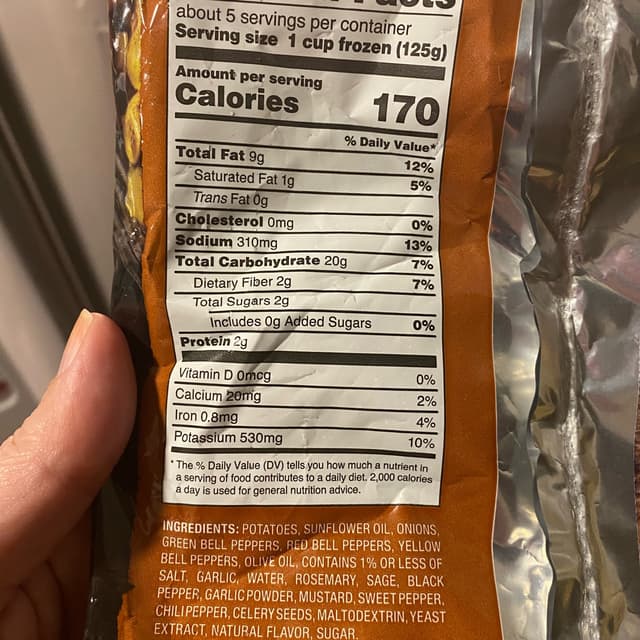 about 5 servings per container
Serving size 1 cup frozen (125g)
Amount per serving
Calories 170
% Daily Value*
Total Fat 9g 12%
Saturated Fat 1g 5%
Trans Fat 0g
Cholesterol 0mg 0%
Sodium 310mg 13%
Total Carbohydrate 20g 7%
Dietary Fiber 2g 7%
Total Sugars 2g
Includes 0g Added Sugars 0%
Protein 2g
Vitamin D 0mcg 0%
Calcium 20mg 2%
Iron 0.8mg 4%
Potassium 530mg 10%
* The % Daily Value (DV) tells you how much a nutrient in
a serving of food contributes to a daily diet. 2,000 calories
a day is used for general nutrition advice.
INGREDIENTS: POTATOES, SUNFLOWER OIL, ONIONS,
GREEN BELL PEPPERS, RED BELL PEPPERS, YELLOW
BELL PEPPERS, OLIVE OIL, CONTAINS 1% OR LESS OF
SALT, GARLIC, WATER, ROSEMARY, SAGE, BLACK
PEPPER, GARLIC POWDER, MUSTARD, SWEET PEPPER,
CHILI PEPPER, CELERY SEEDS, MALTODEXTRIN, YEAST
EXTRACT, NATURAL FLAVOR, SUGAR.